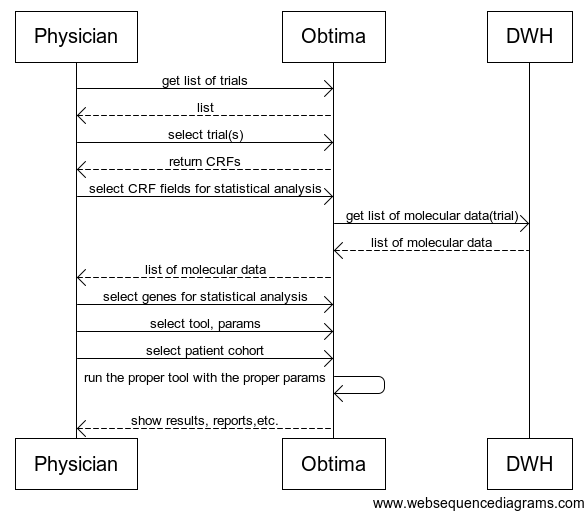 Physician
Obtima
DWH
get list of trials
list
select trial(s)
return CRFs
select CRF fields for statistical analysis
get list of molecular data(trial)
list of molecular data
list of molecular data
select genes for statistical analysis
select tool, params
select patient cohort
run the proper tool with the proper params
show results, reports,etc.
Physician
Obtima
DWH
www.websequencediagrams.com